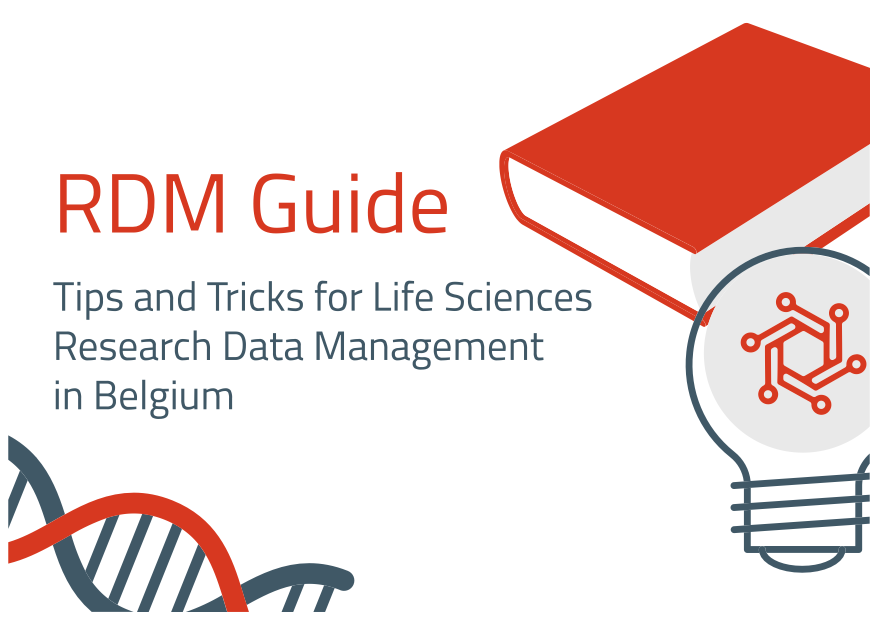 RDM Guide
Tips and Tricks for Life Sciences
Research Data Management
in Belgium